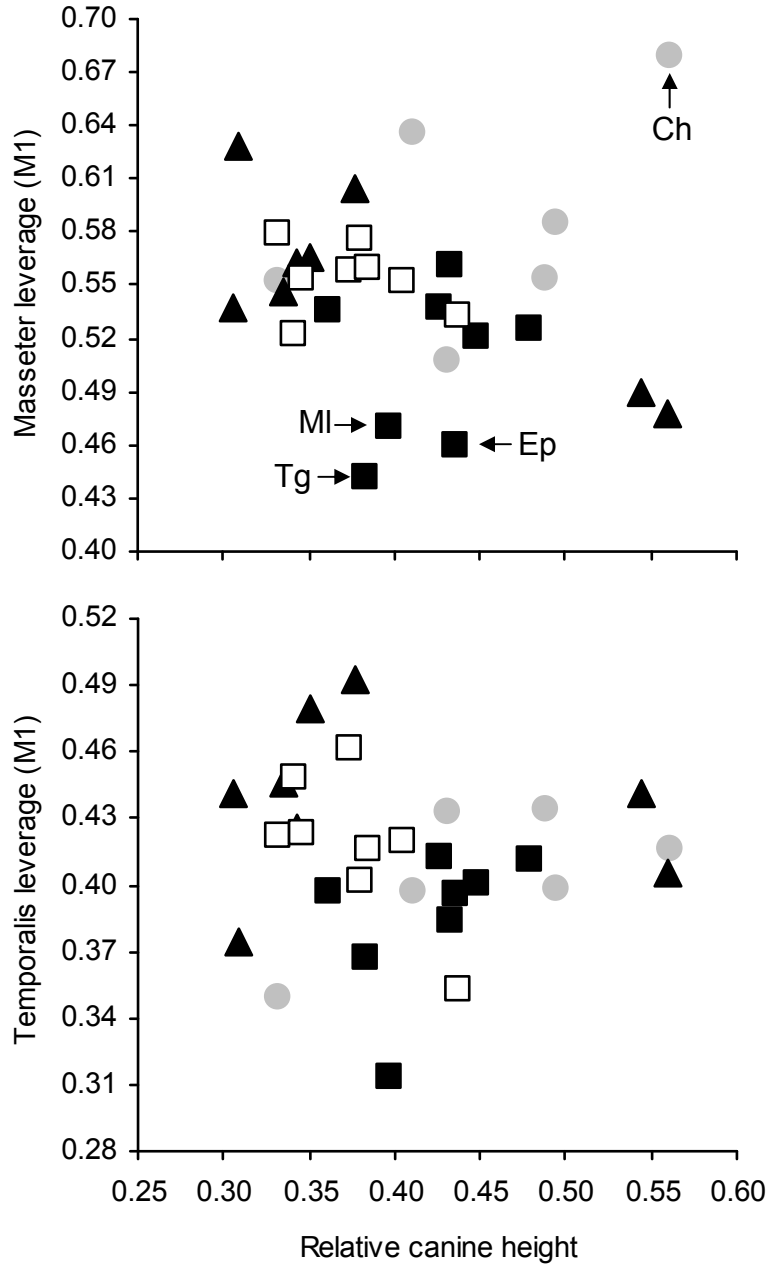 Masseter leverage (M1)
0.70
0.67
0.64
0.61
0.58
0.55
0.52
0.49
0.46
0.43
0.40
Ch
Ml
Ep
Tg
Temporalis leverage (M1)
0.52
0.49
0.46
0.43
0.40
0.37
0.34
0.31
0.28
0.25 0.30 0.35 0.40 0.45 0.50 0.55 0.60
Relative canine height